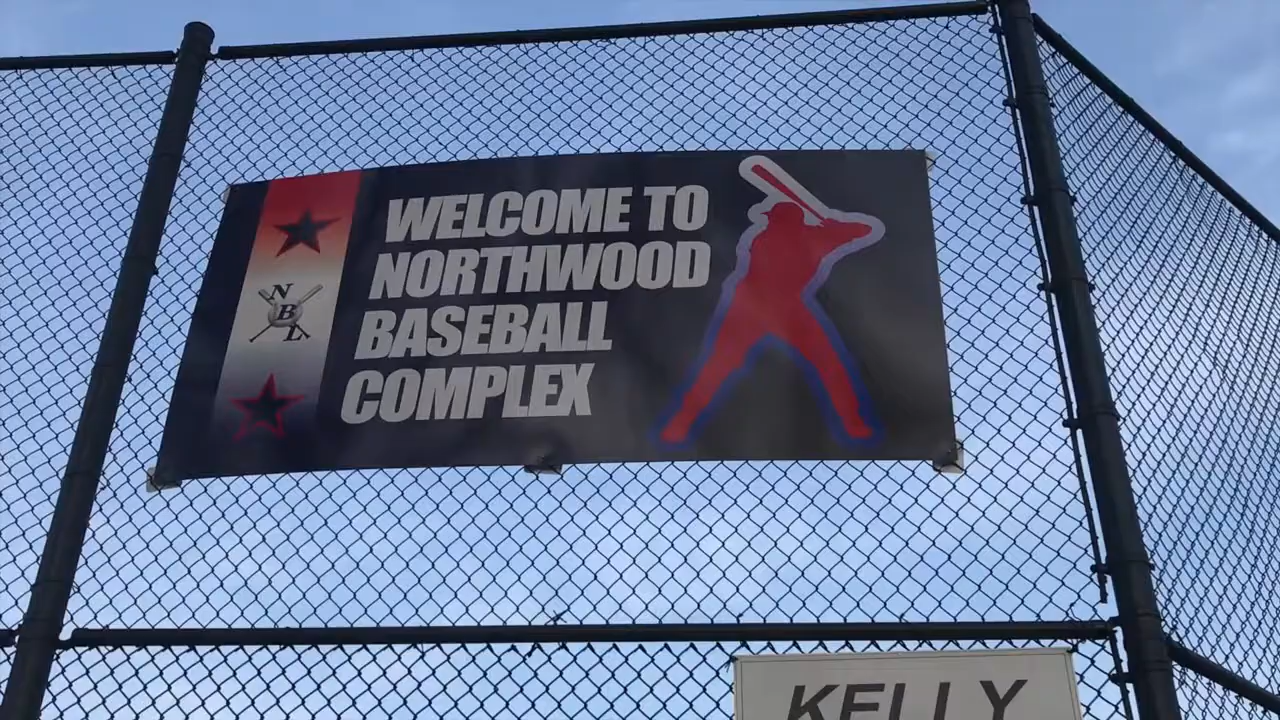 WELCOME TO
NORTHWOOD
BASEBALL
COMPLEX
N
B
L
KELLY